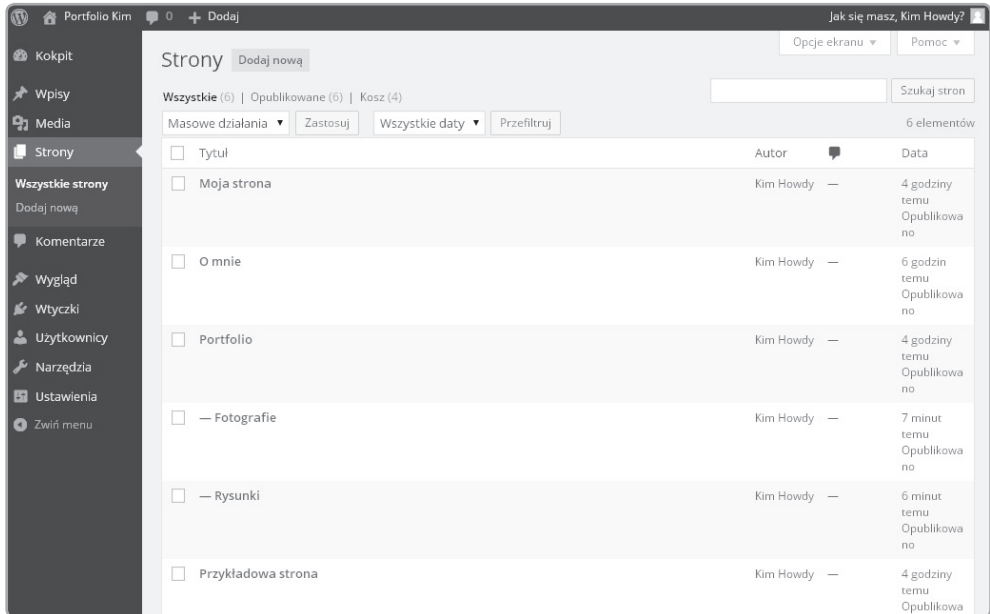 Portfolio Kim 0 Dodaj Jak się masz, Kim Howdy?
Kokpit
Wpisy
Media
Strony
Wszystkie strony
Dodaj nową
Komentarze
Wygląd
Wtyczki
Użytkownicy
Narzędzia
Ustawienia
Zwiń menu
Opcje ekranu ▼ Pomoc ▼
Strony Dodaj nową
Wszystkie (6) | Opublikowane (6) | Kosz (4)
Szukaj stron
Masowe działania ▼ Zastosuj Wszystkie daty ▼ Przefiltruj 6 elementów
Tytuł Autor Data
Moja strona Kim Howdy — 4 godziny
temu
Opublikowa
no
O mnie Kim Howdy — 6 godzin
temu
Opublikowa
no
Portfolio Kim Howdy — 4 godziny
temu
Opublikowa
no
— Fotografie Kim Howdy — 7 minut
temu
Opublikowa
no
— Rysunki Kim Howdy — 6 minut
temu
Opublikowa
no
Przykładowa strona Kim Howdy — 4 godziny
temu
Opublikowa